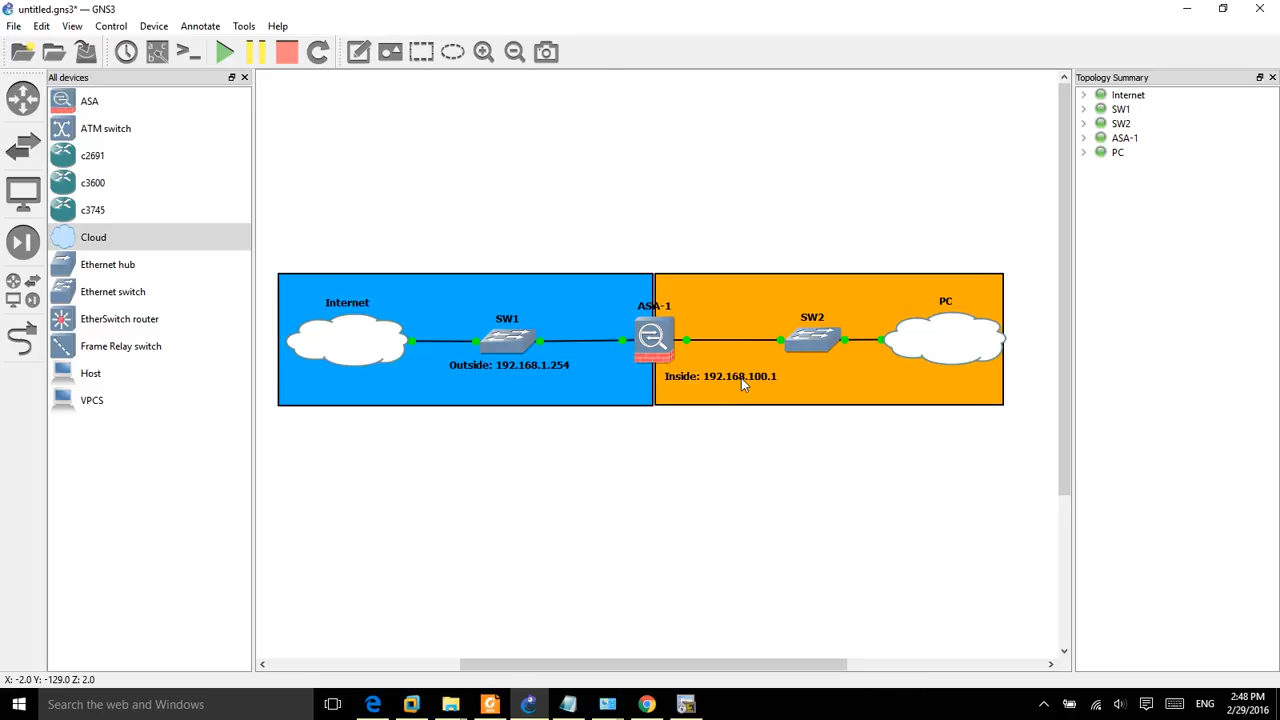 untitled.gns3* — GNS3
File Edit View Control Device Annotate Tools Help
All devices
ASA
ATM switch
c2691
c3600
c3745
Cloud
Ethernet hub
Ethernet switch
EtherSwitch router
Frame Relay switch
Host
VPCS
Internet
SW1
Outside: 192.168.1.254
ASA-1
Inside: 192.168.100.1
SW2
PC
Topology Summary
Internet
SW1
SW2
ASA-1
PC
X: -2.0 Y: -129.0 Z: 2.0
Search the web and Windows
ENG
2:48 PM
2/29/2016